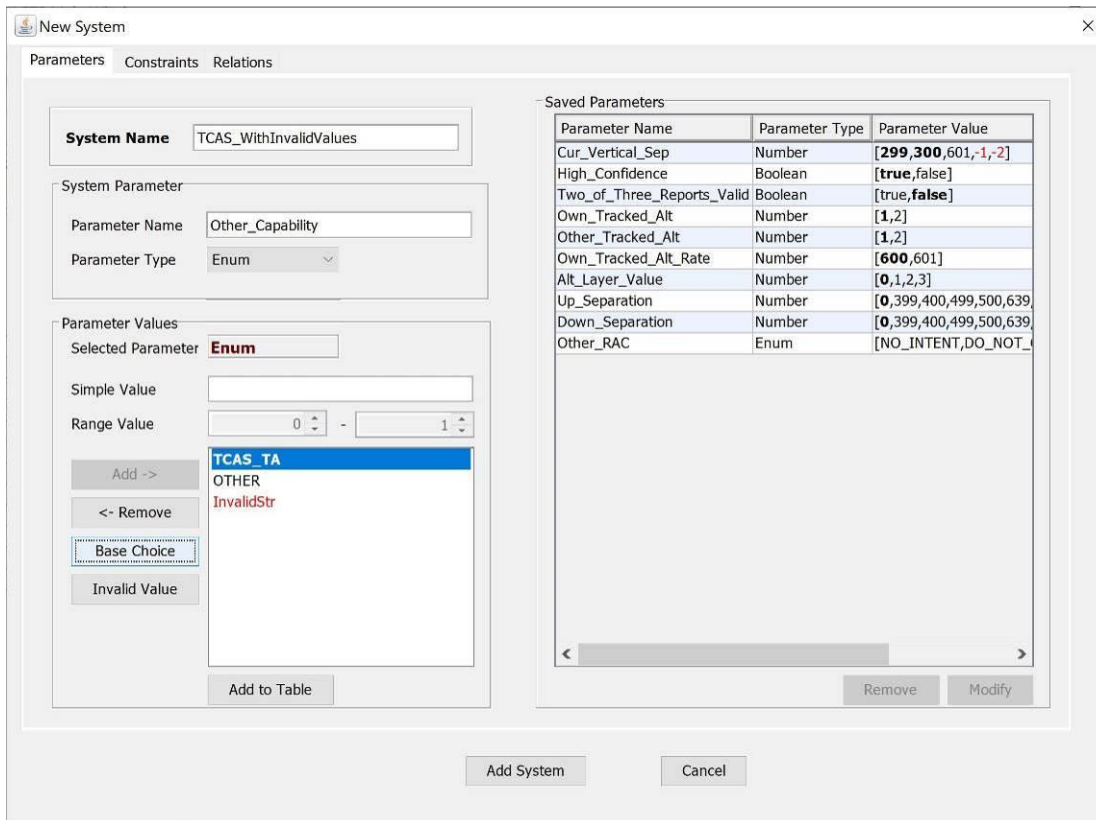 New System
Parameters Constraints Relations
System Name TCAS_WithInvalidValues
System Parameter
Parameter Name Other_Capability
Parameter Type Enum
Parameter Values
Selected Parameter Enum
Simple Value
Range Value 0 - 1
Add ->
<- Remove
Base Choice
Invalid Value
TCAS_TA
OTHER
InvalidStr
Add to Table
Saved Parameters
Parameter Name Parameter Type Parameter Value
Cur_Vertical_Sep Number [299,300,601,-1,-2]
High_Confidence Boolean [true,false]
Two_of_Three_Reports_Valid Boolean [true,false]
Own_Tracked_Alt Number [1,2]
Other_Tracked_Alt Number [1,2]
Own_Tracked_Alt_Rate Number [600,601]
Alt_Layer_Value Number [0,1,2,3]
Up_Separation Number [0,399,400,499,500,639,
Down_Separation Number [0,399,400,499,500,639,
Other_RAC Enum [NO_INTENT,DO_NOT_
Remove Modify
Add System Cancel